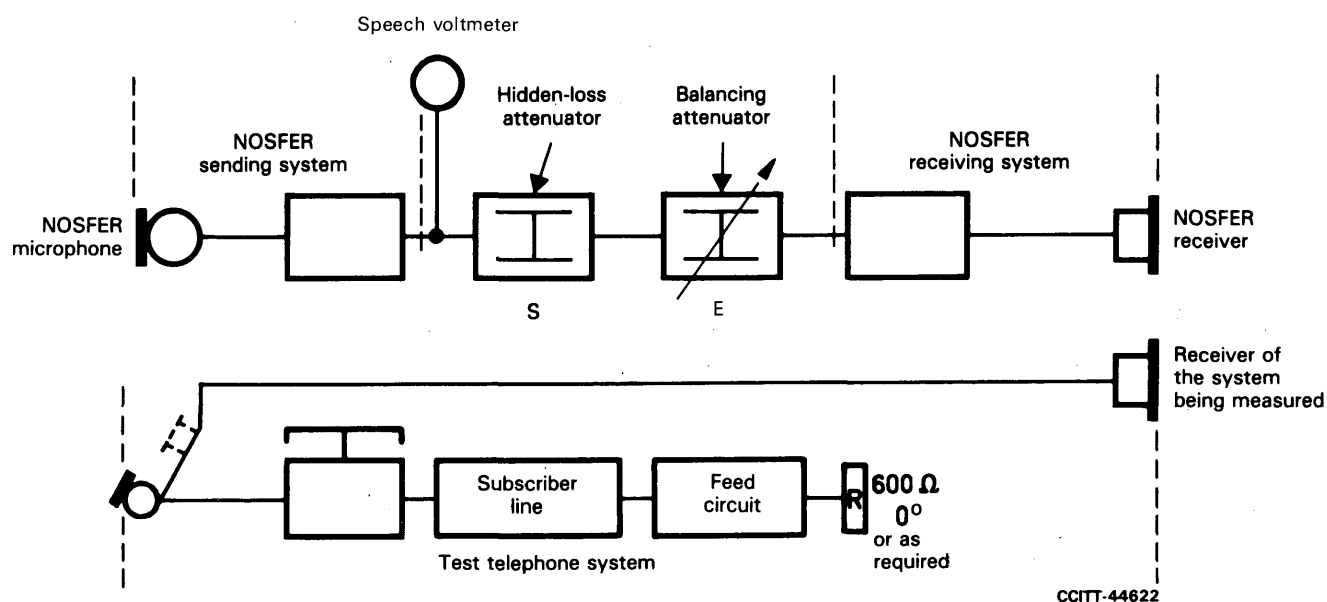 Speech voltmeter
Hidden-loss
attenuator
Balancing
attenuator
NOSFER
sending system
NOSFER
receiving system
NOSFER
microphone
NOSFER
receiver
S
E
Receiver of
the system
being measured
Subscriber
line
Feed
circuit
R
600 Ω
0°
or as
required
Test telephone system
CCITT-44622